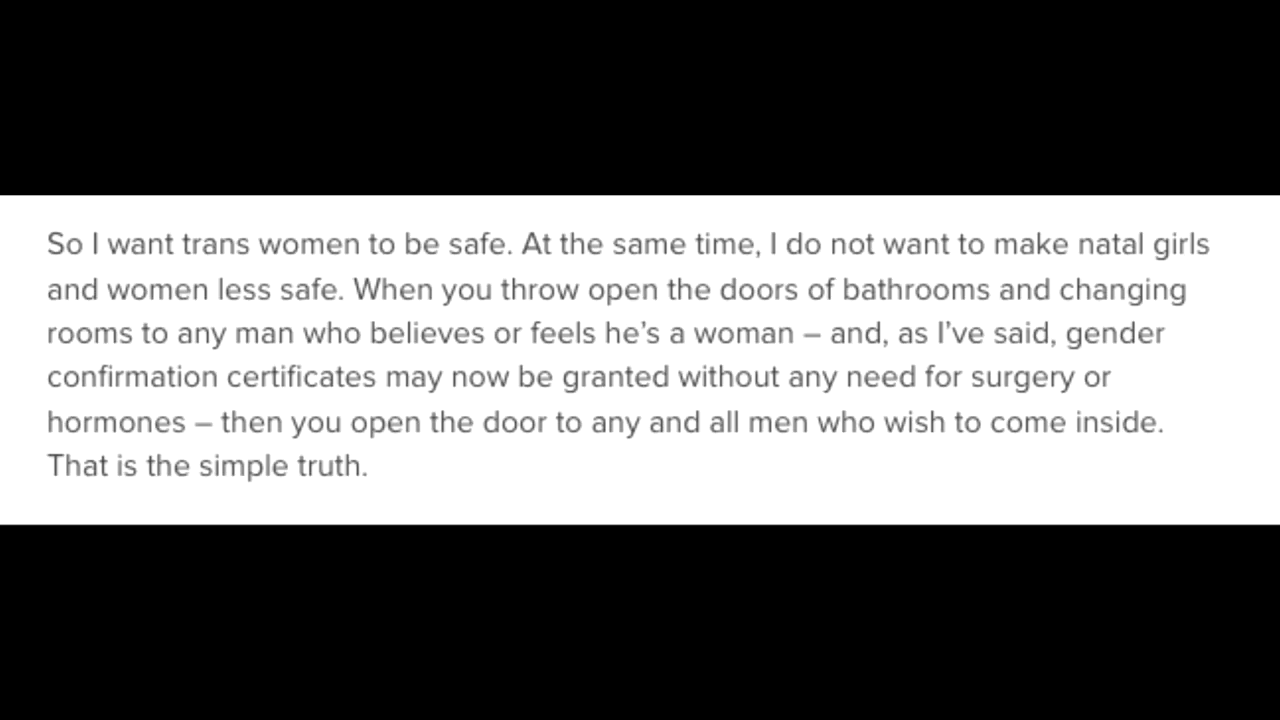 So I want trans women to be safe. At the same time, I do not want to make natal girls
and women less safe. When you throw open the doors of bathrooms and changing
rooms to any man who believes or feels he’s a woman – and, as I've said, gender
confirmation certificates may now be granted without any need for surgery or
hormones – then you open the door to any and all men who wish to come inside.
That is the simple truth.